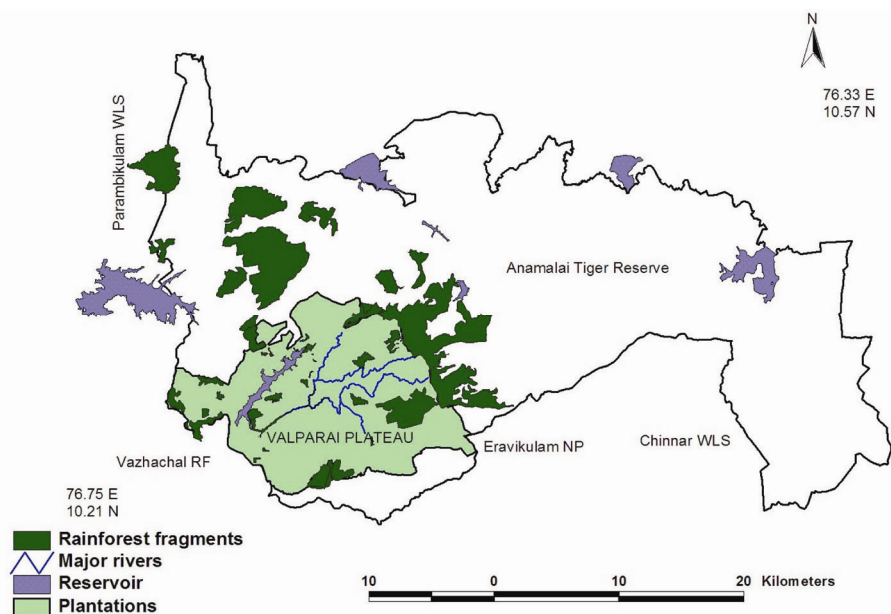 N
76.33 E
10.57 N
Parambikulam WLS
Anamalai Tiger Reserve
VALPARAI PLATEAU
Eravikulam NP
Chinnar WLS
Vazhachal RF
76.75 E
10.21 N
Rainforest fragments
Major rivers
Reservoir
Plantations
10 0 10 20 Kilometers